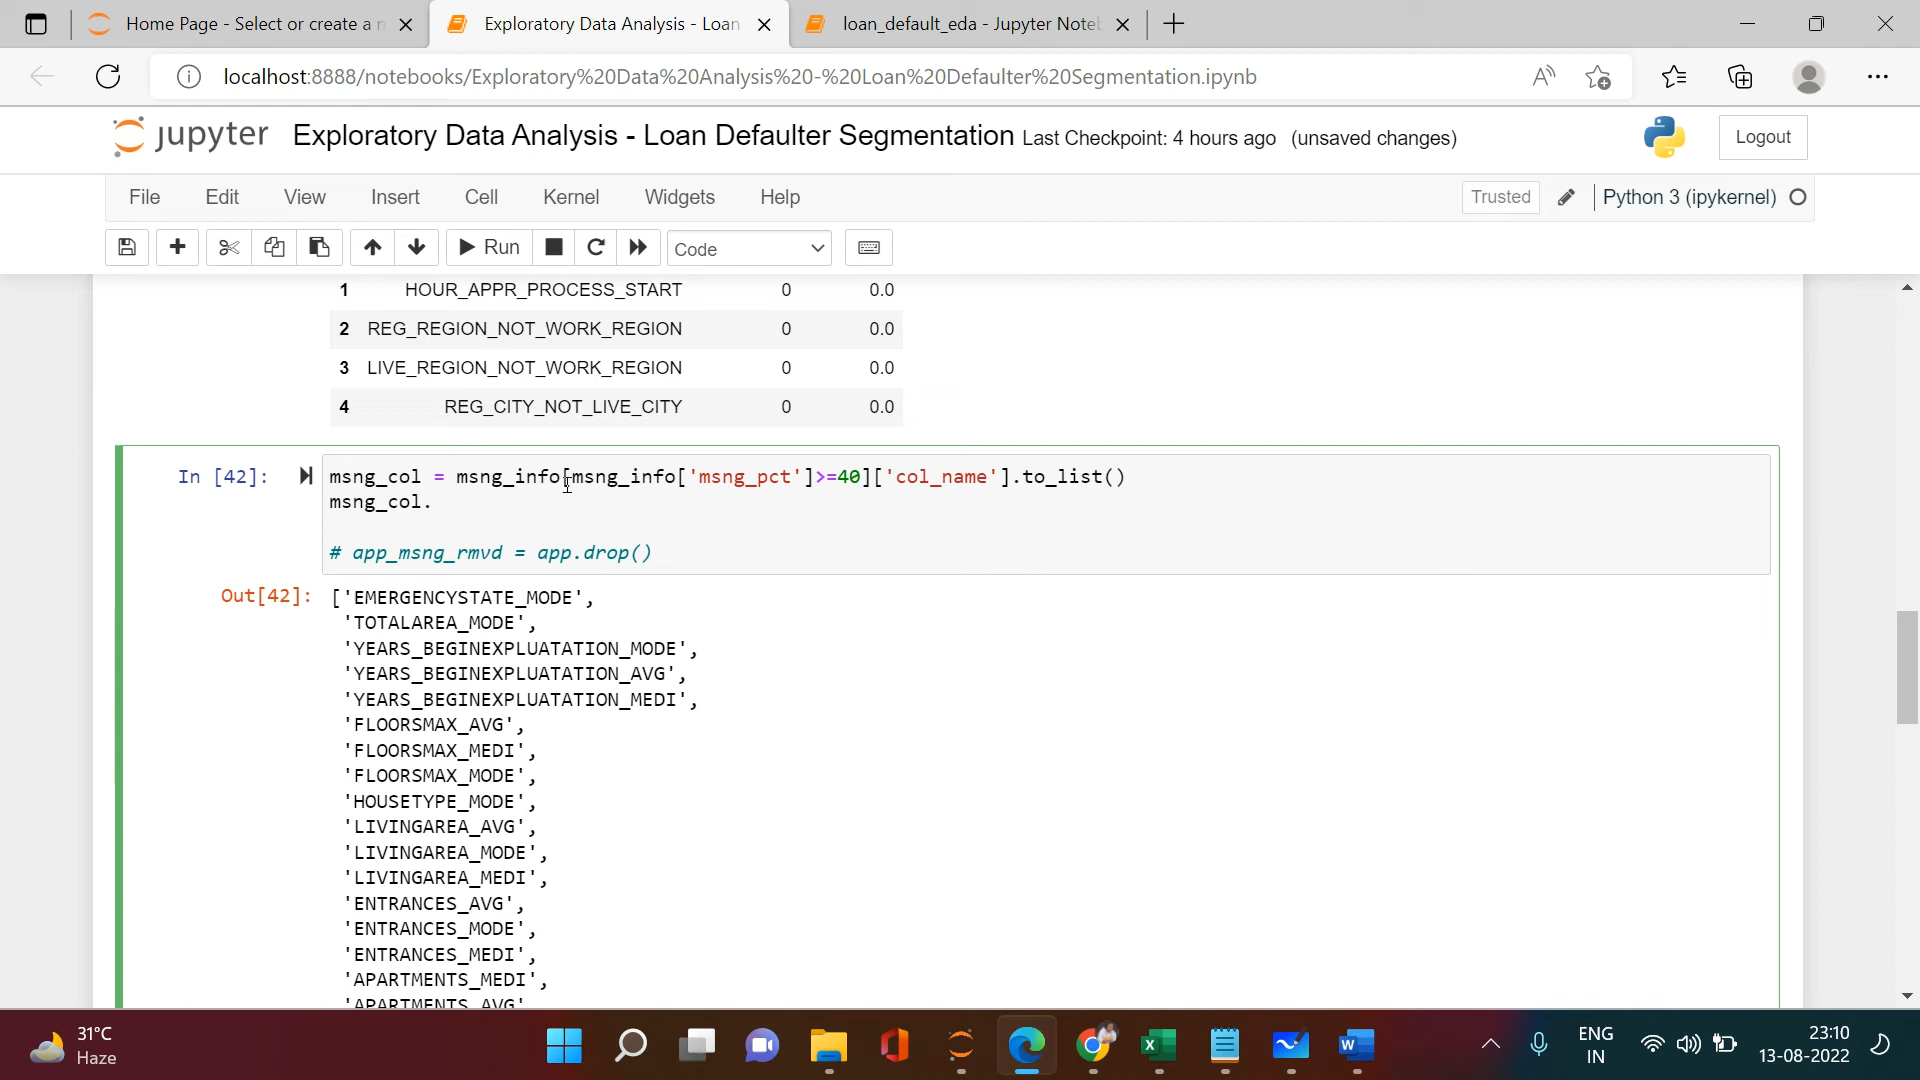 Home Page - Select or create a n
Exploratory Data Analysis - Loan
loan_default_eda - Jupyter Noteb
localhost:8888/notebooks/Exploratory%20Data%20Analysis%20-%20Loan%20Defaulter%20Segmentation.ipynb
jupyter Exploratory Data Analysis - Loan Defaulter Segmentation Last Checkpoint: 4 hours ago (unsaved changes)
Logout
File Edit View Insert Cell Kernel Widgets Help
Trusted
Python 3 (ipykernel)
Run
Code
1 HOUR_APPR_PROCESS_START 0 0.0
2 REG_REGION_NOT_WORK_REGION 0 0.0
3 LIVE_REGION_NOT_WORK_REGION 0 0.0
4 REG_CITY_NOT_LIVE_CITY 0 0.0
In [42]: msng_col = msng_info[msng_info['msng_pct']>=40]['col_name'].to_list()
msng_col.
# app_msng_rmvd = app.drop()
Out[42]: ['EMERGENCYSTATE_MODE',
'TOTALAREA_MODE',
'YEARS_BEGINEXPLUATATION_MODE',
'YEARS_BEGINEXPLUATATION_AVG',
'YEARS_BEGINEXPLUATATION_MEDI',
'FLOORSMAX_AVG',
'FLOORSMAX_MEDI',
'FLOORSMAX_MODE',
'HOUSETYPE_MODE',
'LIVINGAREA_AVG',
'LIVINGAREA_MODE',
'LIVINGAREA_MEDI',
'ENTRANCES_AVG',
'ENTRANCES_MODE',
'ENTRANCES_MEDI',
'APARTMENTS_MEDI',
'APARTMENTS_AVG'
31°C
Haze
ENG
IN
23:10
13-08-2022